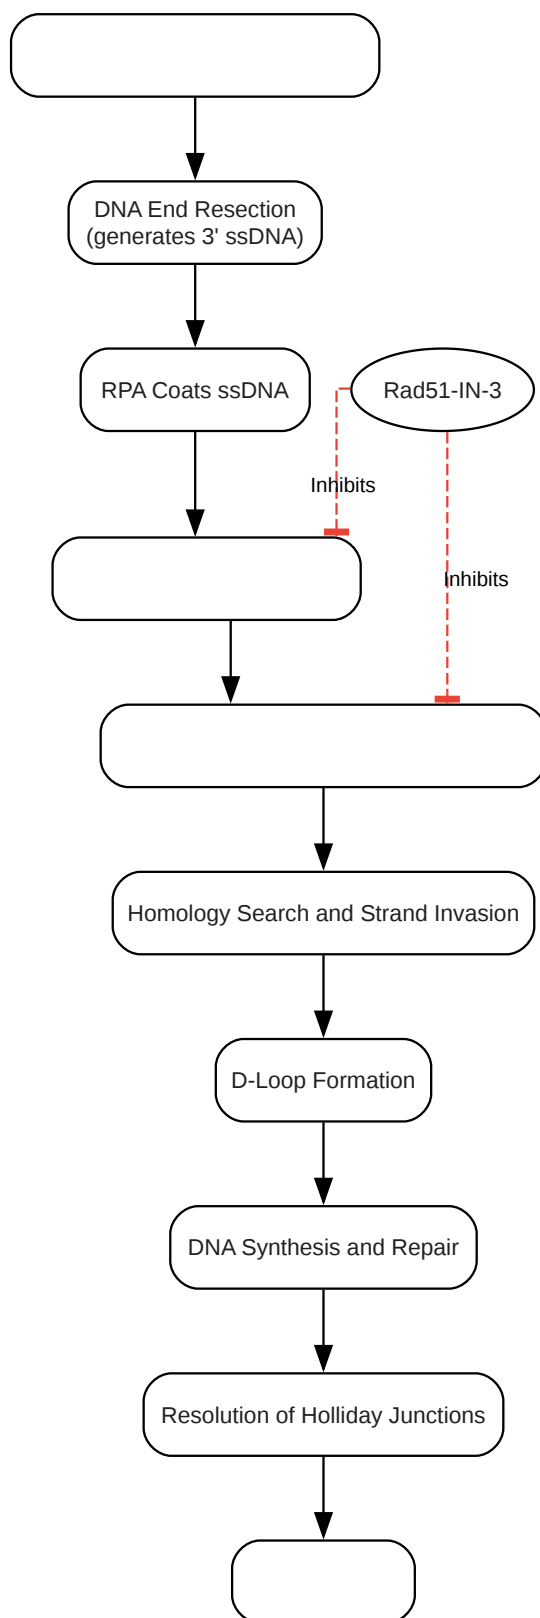 DNA End Resection
(generates 3' ssDNA)
RPA Coats ssDNA
Rad51-IN-3
Inhibits
Inhibits
Homology Search and Strand Invasion
D-Loop Formation
DNA Synthesis and Repair
Resolution of Holliday Junctions